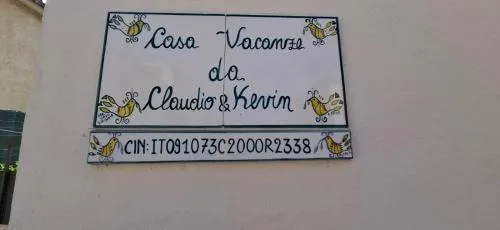 Casa Vacanze
da
Claudio & Kevin
CIN: IT091073C2000R2338